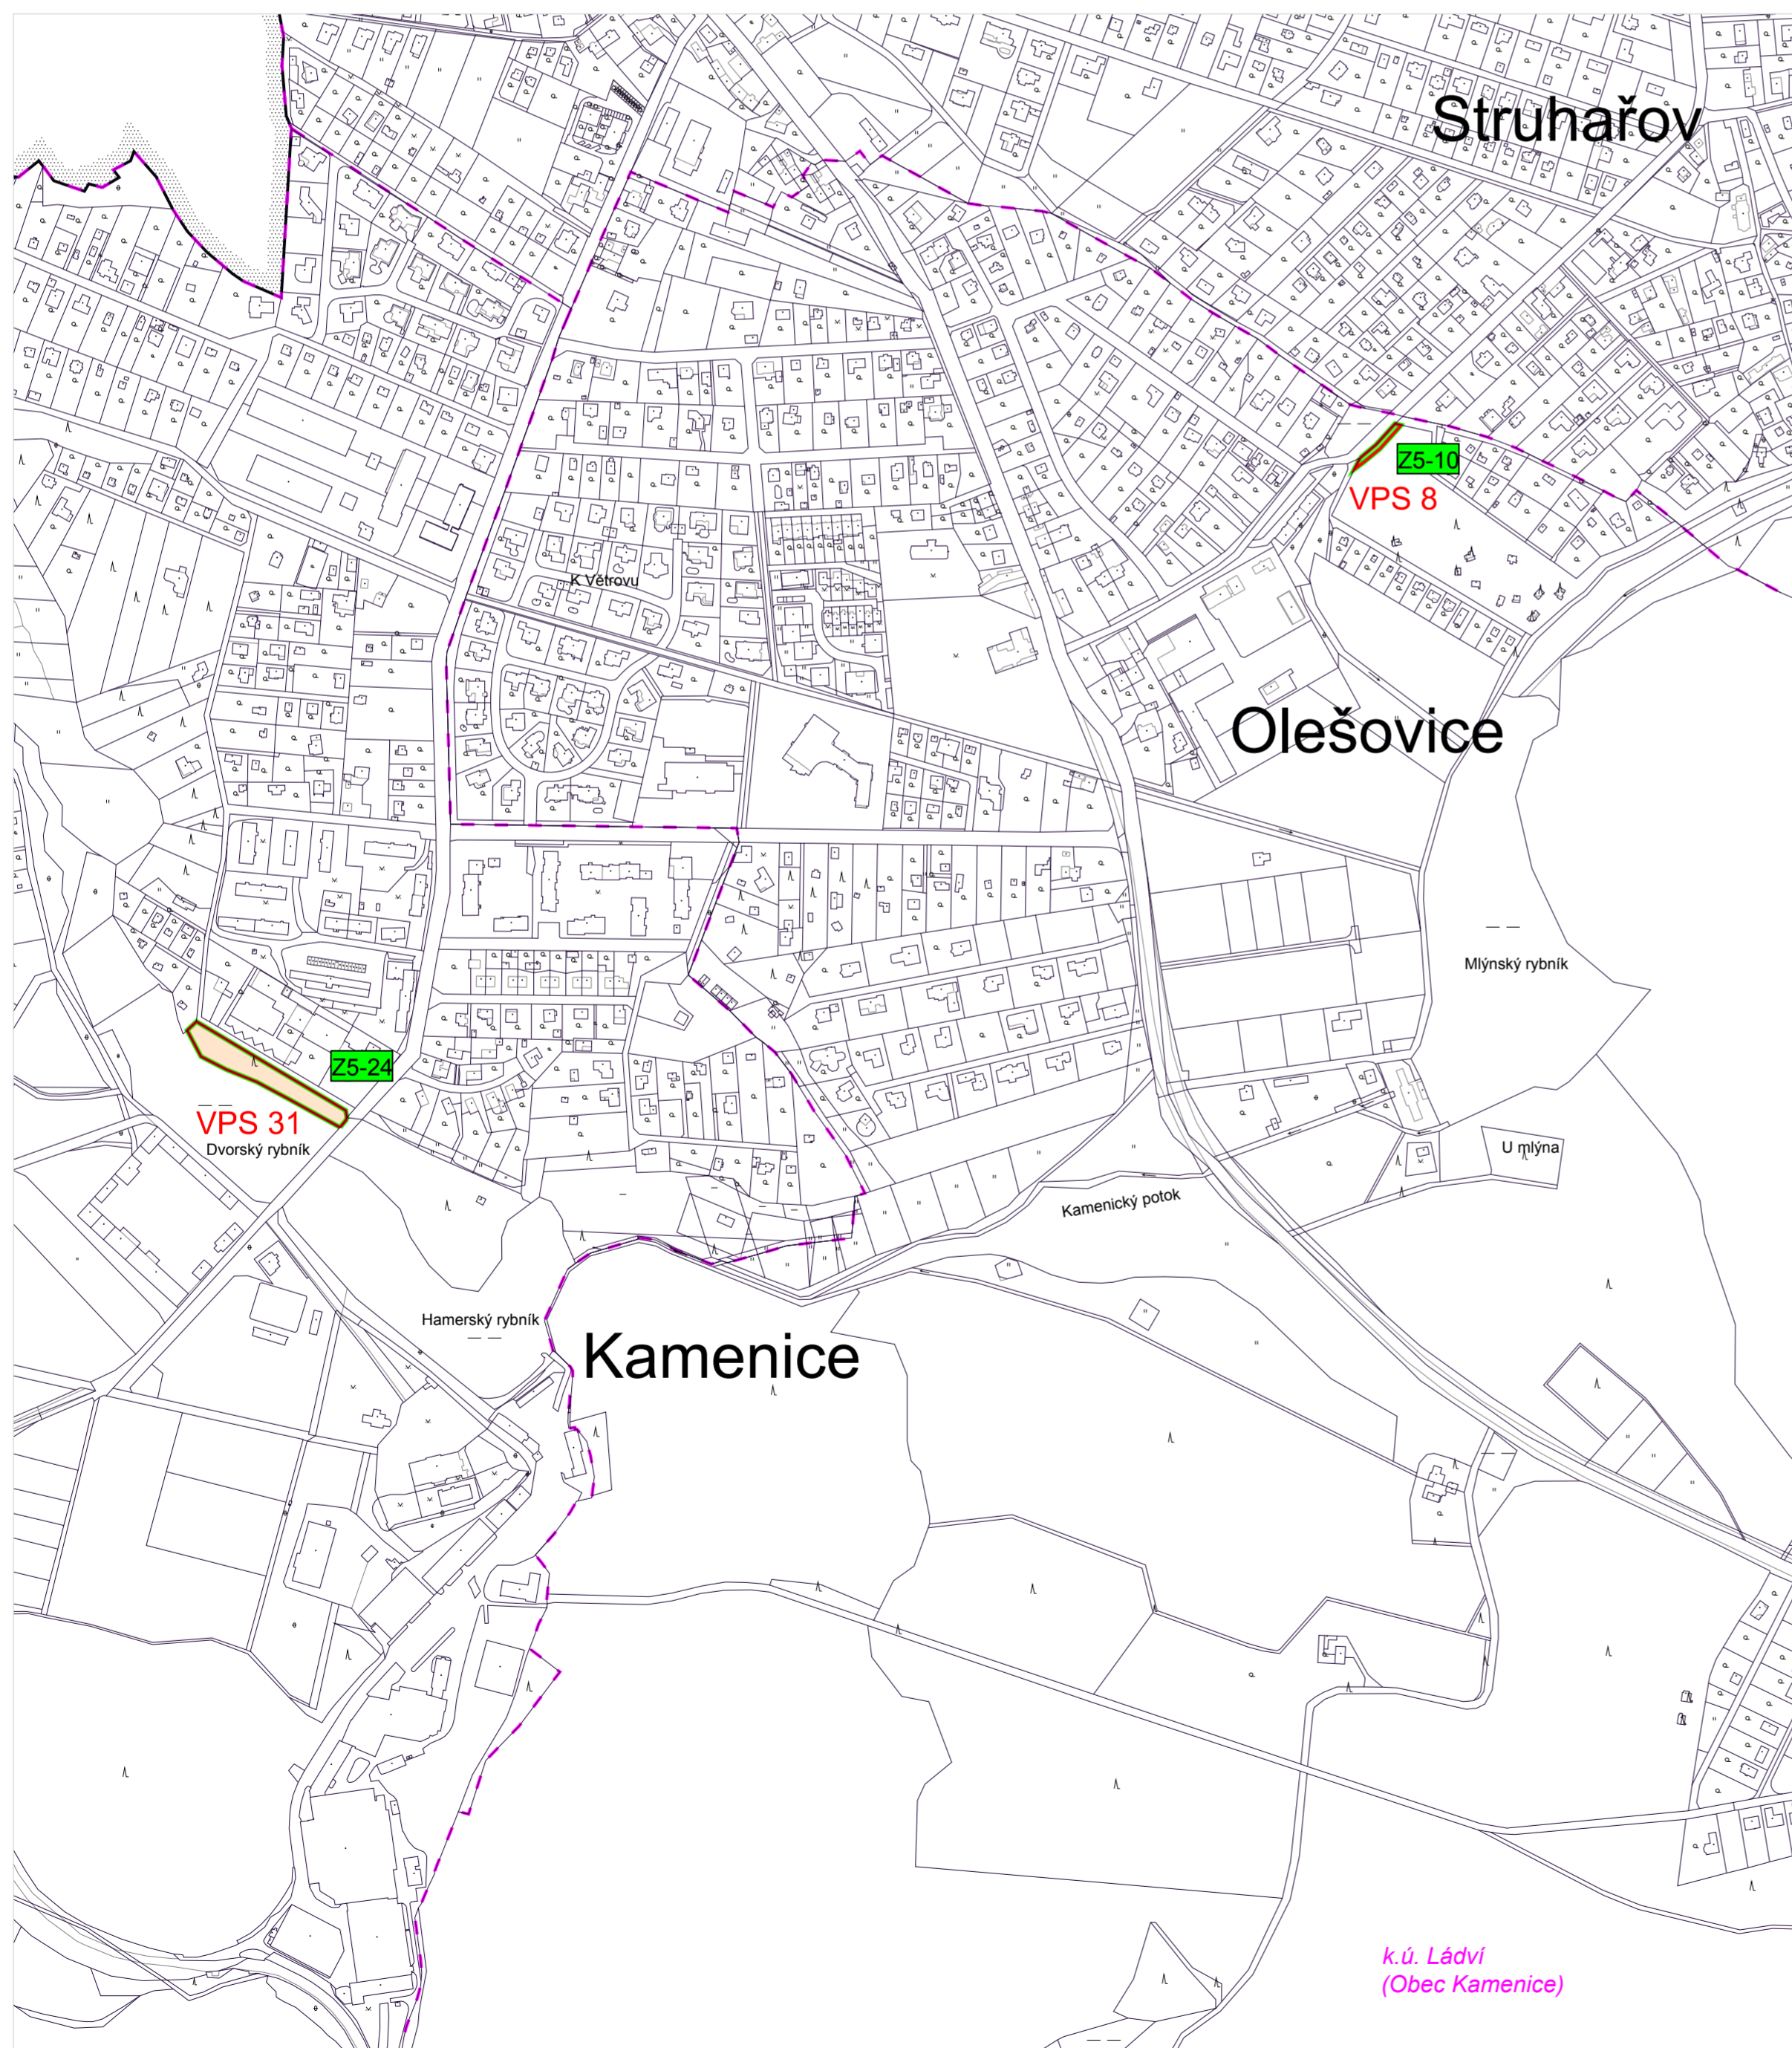 Struhařov
Z5-10
VPS 8
K Větrovu
Olešovice
Mlýnský rybník
Z5-24
VPS 31
Dvorský rybník
U mlýna
Kamenický potok
Hamerský rybník
Kamenice
k.ú. Ládví
(Obec Kamenice)